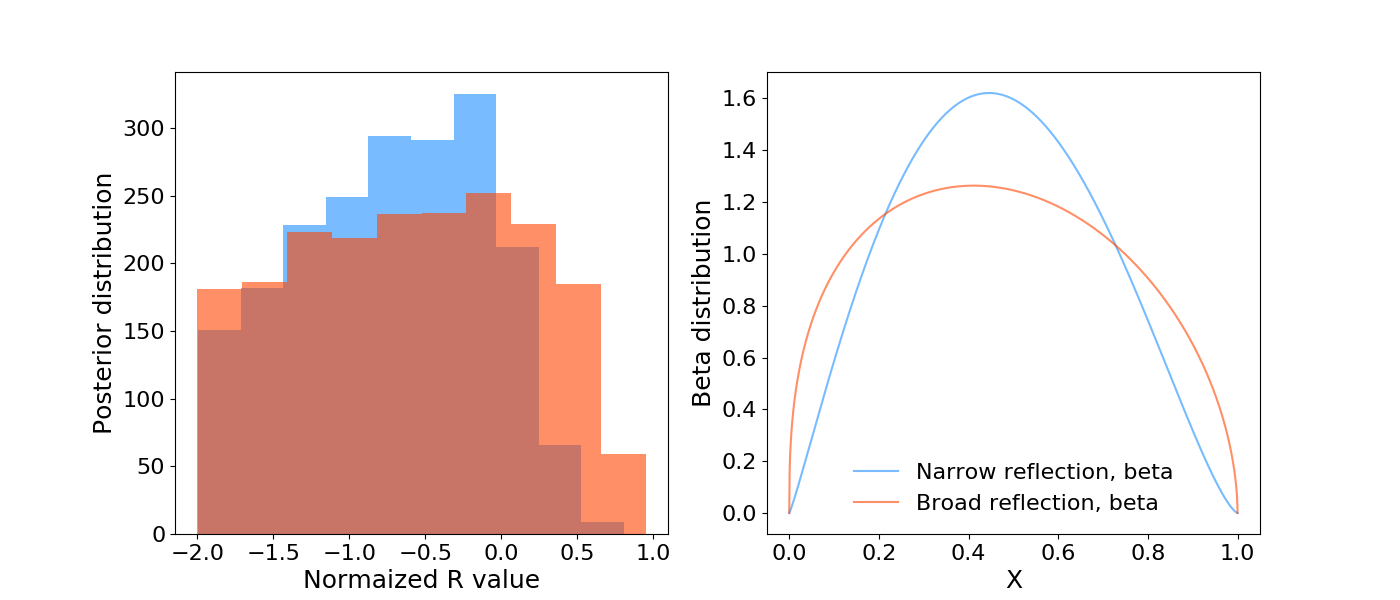 Posterior distribution
300
250
200
150
100
50
0
−2.0 −1.5 −1.0 −0.5 0.0 0.5 1.0
Normaized R value
Beta distribution
1.6
1.4
1.2
1.0
0.8
0.6
0.4
0.2
0.0
Narrow reflection, beta
Broad reflection, beta
0.0 0.2 0.4 0.6 0.8 1.0
X